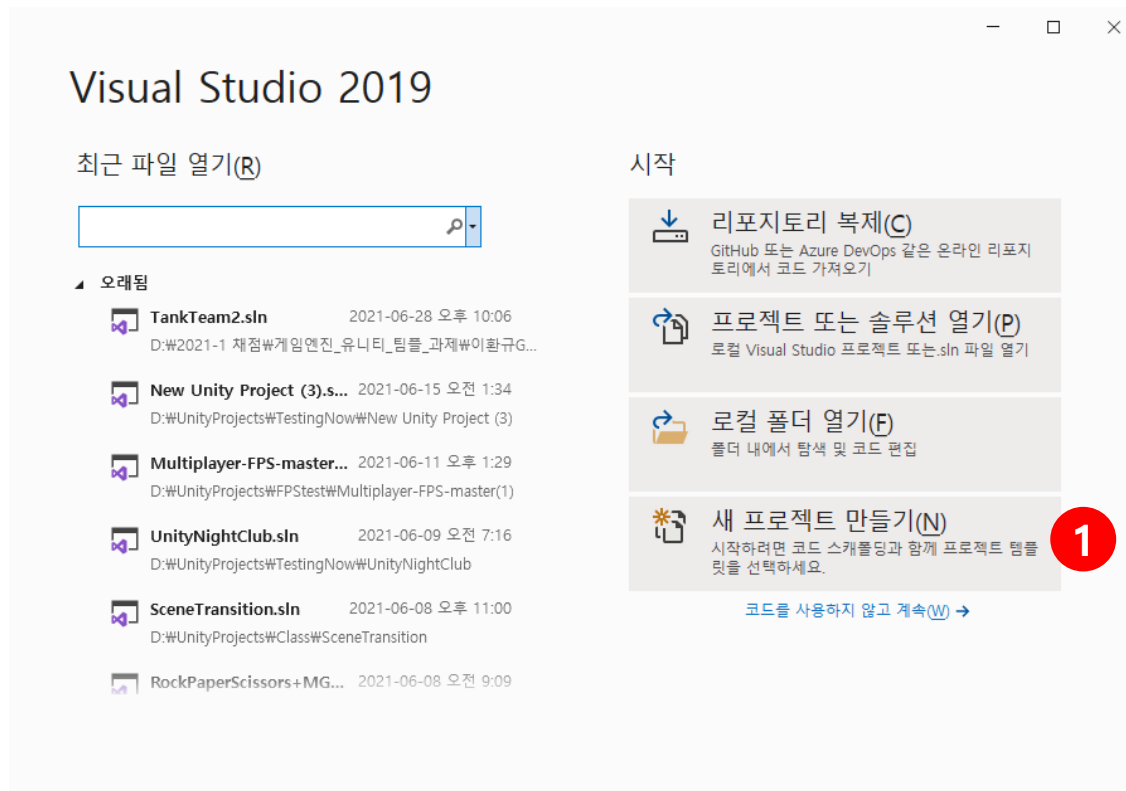 Visual Studio 2019
최근 파일 열기(R)
오래됨
TankTeam2.sln 2021-06-28 오후 10:06
D:₩2021-1 채점₩게임엔진_유니티_팀플_과제₩이환규G...
New Unity Project (3).s... 2021-06-15 오전 1:34
D:₩UnityProjects₩TestingNow₩New Unity Project (3)
Multiplayer-FPS-master... 2021-06-11 오후 1:29
D:₩UnityProjects₩FPStest₩Multiplayer-FPS-master(1)
UnityNightClub.sln 2021-06-09 오전 7:16
D:₩UnityProjects₩TestingNow₩UnityNightClub
SceneTransition.sln 2021-06-08 오후 11:00
D:₩UnityProjects₩Class₩SceneTransition
RockPaperScissors+MG... 2021-06-08 오전 9:09
시작
리포지토리 복제(C)
GitHub 또는 Azure DevOps 같은 온라인 리포지
토리에서 코드 가져오기
프로젝트 또는 솔루션 열기(P)
로컬 Visual Studio 프로젝트 또는.sln 파일 열기
로컬 폴더 열기(F)
폴더 내에서 탐색 및 코드 편집
새 프로젝트 만들기(N)
시작하려면 코드 스캐폴딩과 함께 프로젝트 템플
릿을 선택하세요.
1
코드를 사용하지 않고 계속(W) →